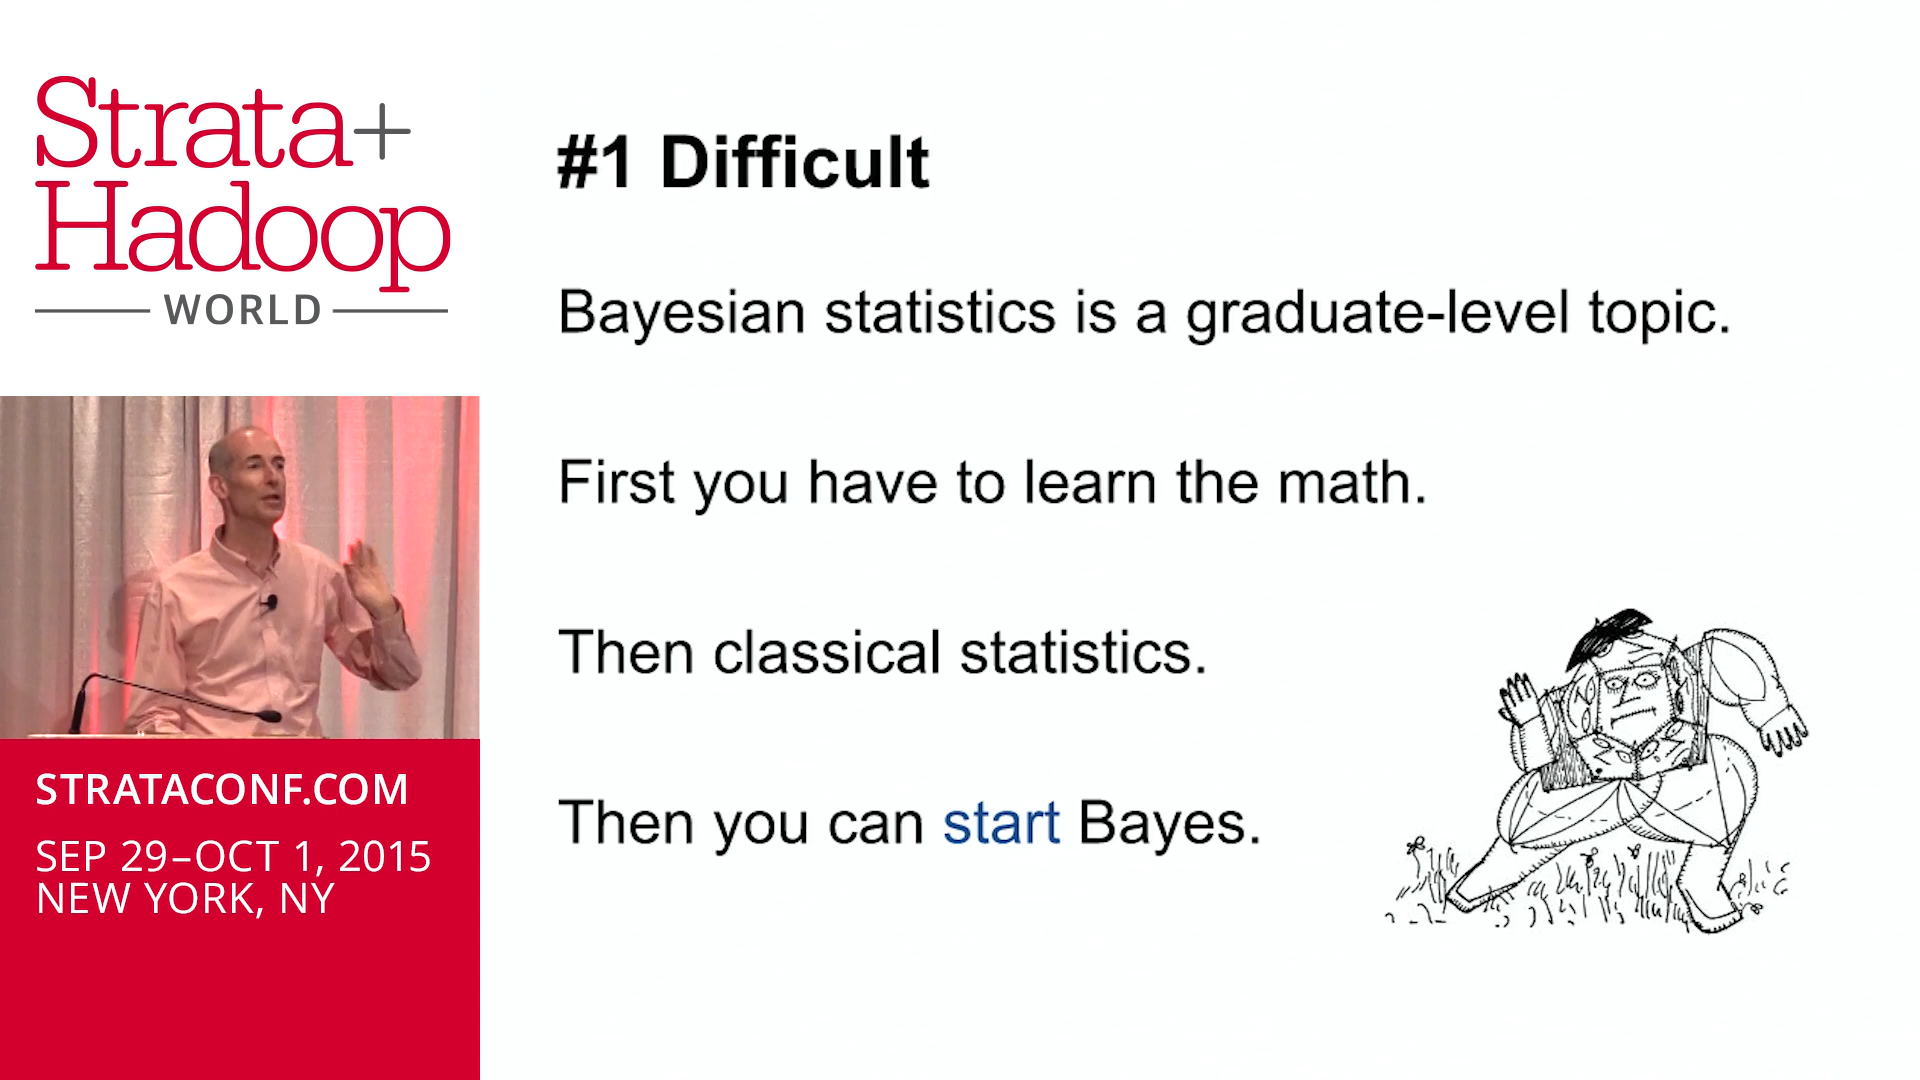 Strata+
Hadoop
WORLD
STRATACONF.COM
SEP 29–OCT 1, 2015
NEW YORK, NY
#1 Difficult
Bayesian statistics is a graduate-level topic.
First you have to learn the math.
Then classical statistics.
Then you can start Bayes.